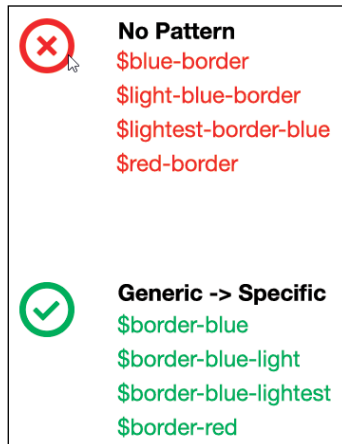 No Pattern
$blue-border
$light-blue-border
$lightest-border-blue
$red-border
Generic -> Specific
$border-blue
$border-blue-light
$border-blue-lightest
$border-red